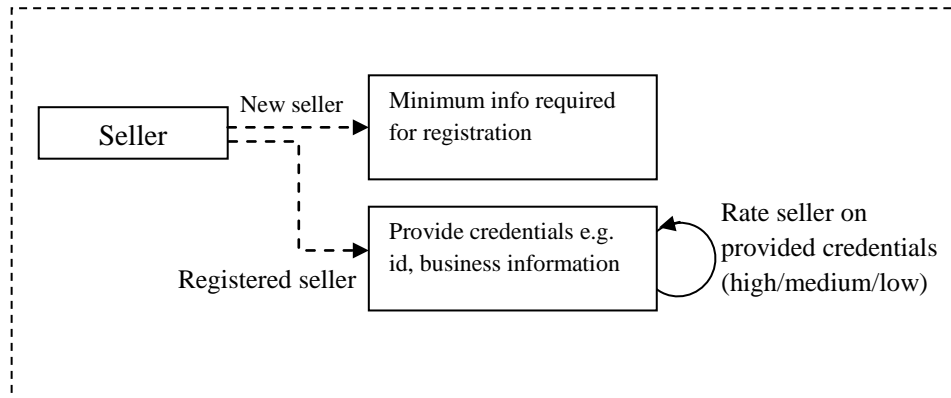 New seller
Seller
Minimum info required
for registration
Registered seller
Provide credentials e.g.
id, business information
Rate seller on
provided credentials
(high/medium/low)